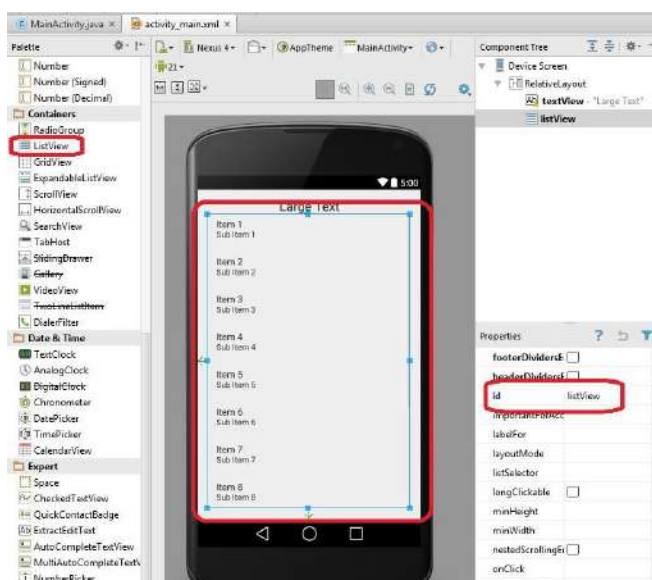 MainActivity.java ×
activity_main.xml ×
Palette
Number
Number (Signed)
Number (Decimal)
Containers
RadioGroup
ListView
GridView
ExpandableListView
ScrollView
HorizontalScrollView
SearchView
TabHost
SlidingDrawer
Gallery
VideoView
TwoLineListItem
DialerFilter
Date & Time
TextClock
AnalogClock
DigitalClock
Chronometer
DatePicker
TimePicker
CalendarView
Expert
Space
CheckedTextView
QuickContactBadge
ExtractEditText
AutoCompleteTextView
MultiAutoCompleteTextV
NumberPicker
Nexus 4
AppTheme
MainActivity
21
5:00
Large Text
Item 1
Sub Item 1
Item 2
Sub Item 2
Item 3
Sub Item 3
Item 4
Sub Item 4
Item 5
Sub Item 5
Item 6
Sub Item 6
Item 7
Sub Item 7
Item 8
Sub Item 8
Component Tree
Device Screen
RelativeLayout
textView - "Large Text"
listView
Properties
?
footerDividersE
headerDividersE
id listView
importantForAcc
labelFor
layoutMode
listSelector
longClickable
minHeight
minWidth
nestedScrollingEn
onClick